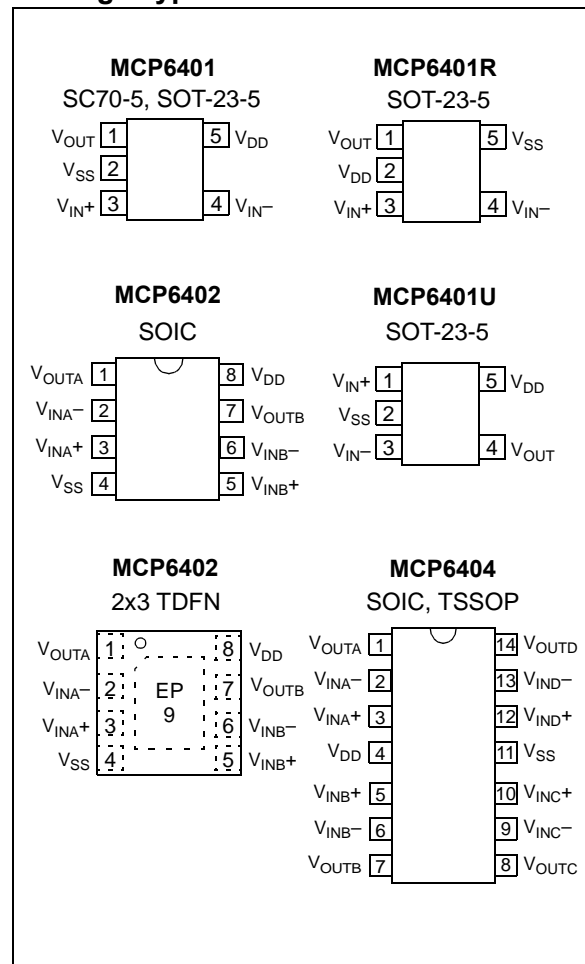 MCP6401
SC70-5, SOT-23-5
VOUT 1 5 VDD
VSS 2
VIN+ 3 4 VIN–
MCP6401R
SOT-23-5
VOUT 1 5 VSS
VDD 2
VIN+ 3 4 VIN–
MCP6402
SOIC
VOUTA 1 8 VDD
VINA– 2 7 VOUTB
VINA+ 3 6 VINB–
VSS 4 5 VINB+
MCP6401U
SOT-23-5
VIN+ 1 5 VDD
VSS 2
VIN– 3 4 VOUT
MCP6402
2x3 TDFN
VOUTA 1 8 VDD
VINA– 2 EP 7 VOUTB
VINA+ 3 9 6 VINB–
VSS 4 5 VINB+
MCP6404
SOIC, TSSOP
VOUTA 1 14 VOUTD
VINA– 2 13 VIND–
VINA+ 3 12 VIND+
VDD 4 11 VSS
VINB+ 5 10 VINC+
VINB– 6 9 VINC–
VOUTB 7 8 VOUTC